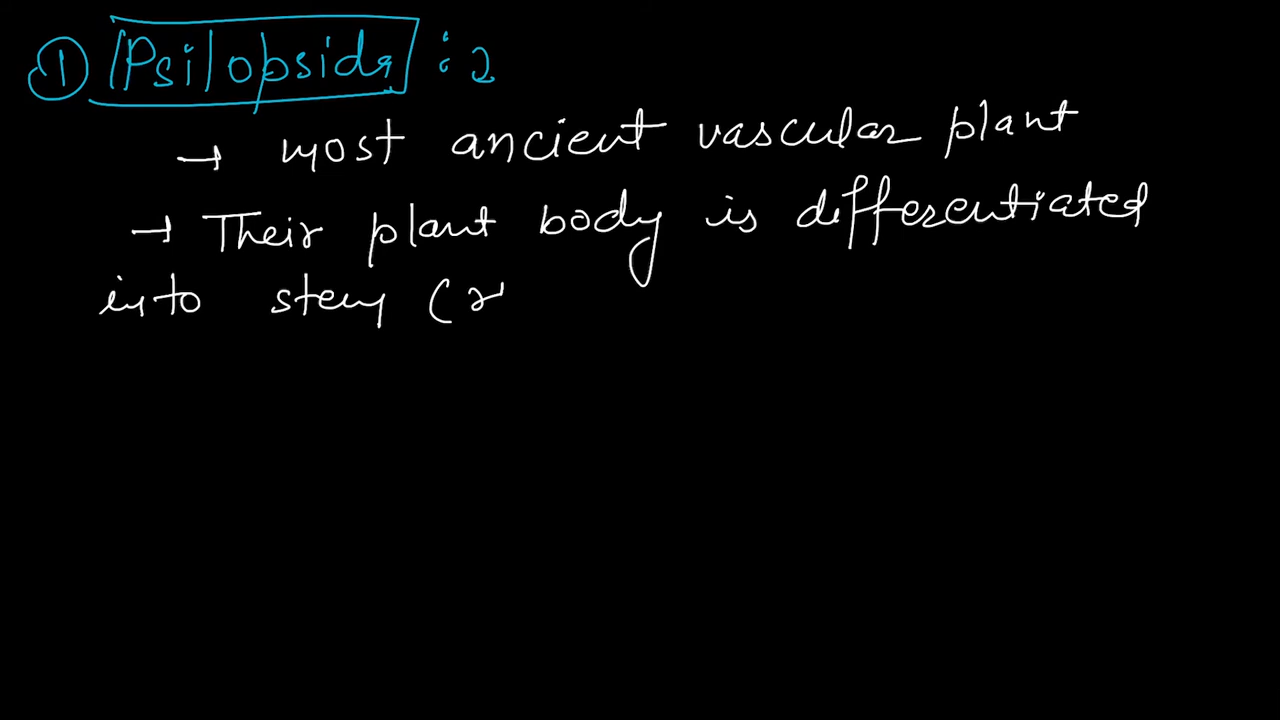 ① Psilopsida :-
→ most ancient vascular plant
→ Their plant body is differentiated
into stem (r